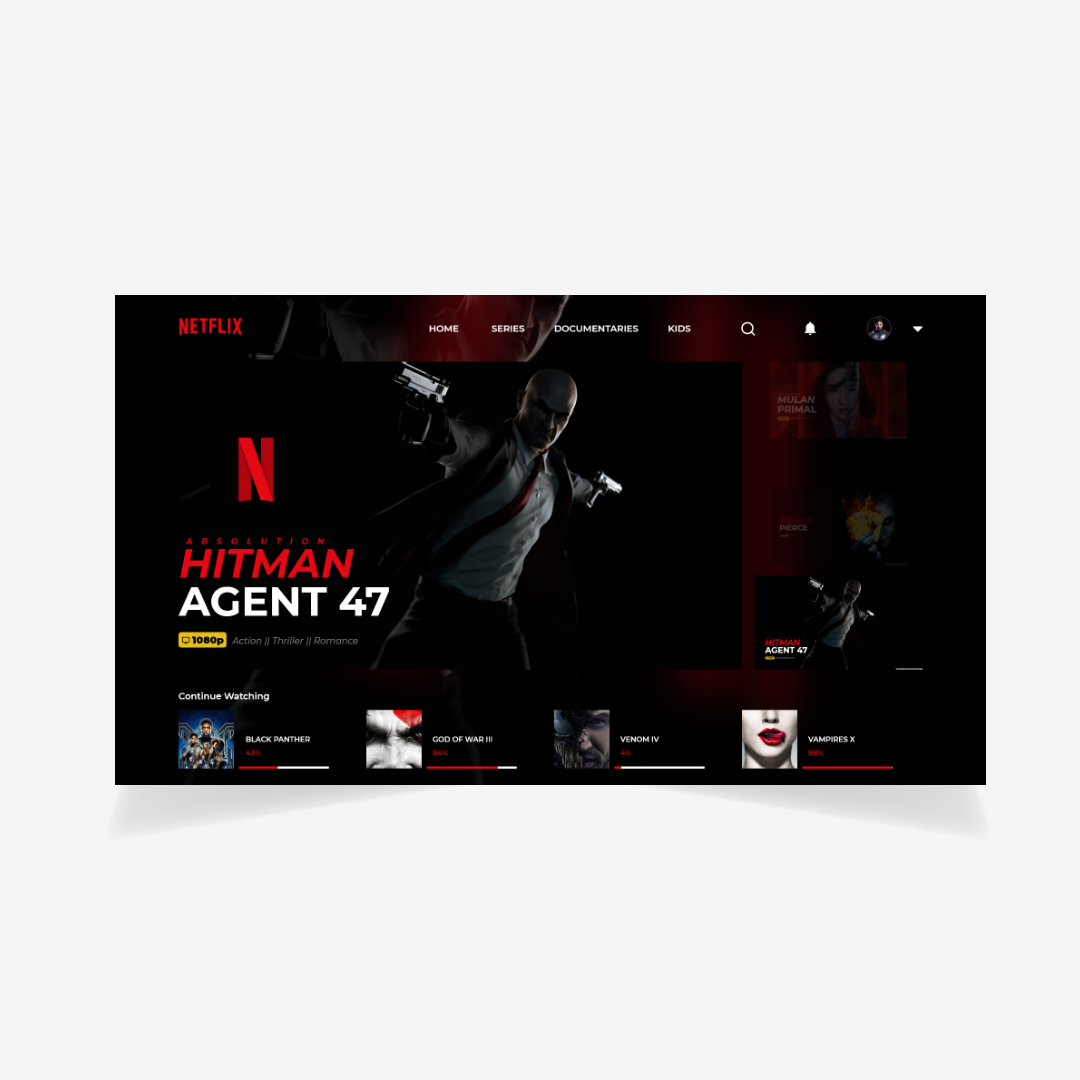 NETFLIX
HOME SERIES DOCUMENTARIES KIDS
MULAN
PRIMAL
N
PIERCE
ABSOLUTION
HITMAN
AGENT 47
1080p Action || Thriller || Romance
HITMAN
AGENT 47
Continue Watching
BLACK PANTHER
43%
GOD OF WAR III
84%
VENOM IV
4%
VAMPIRES X
98%